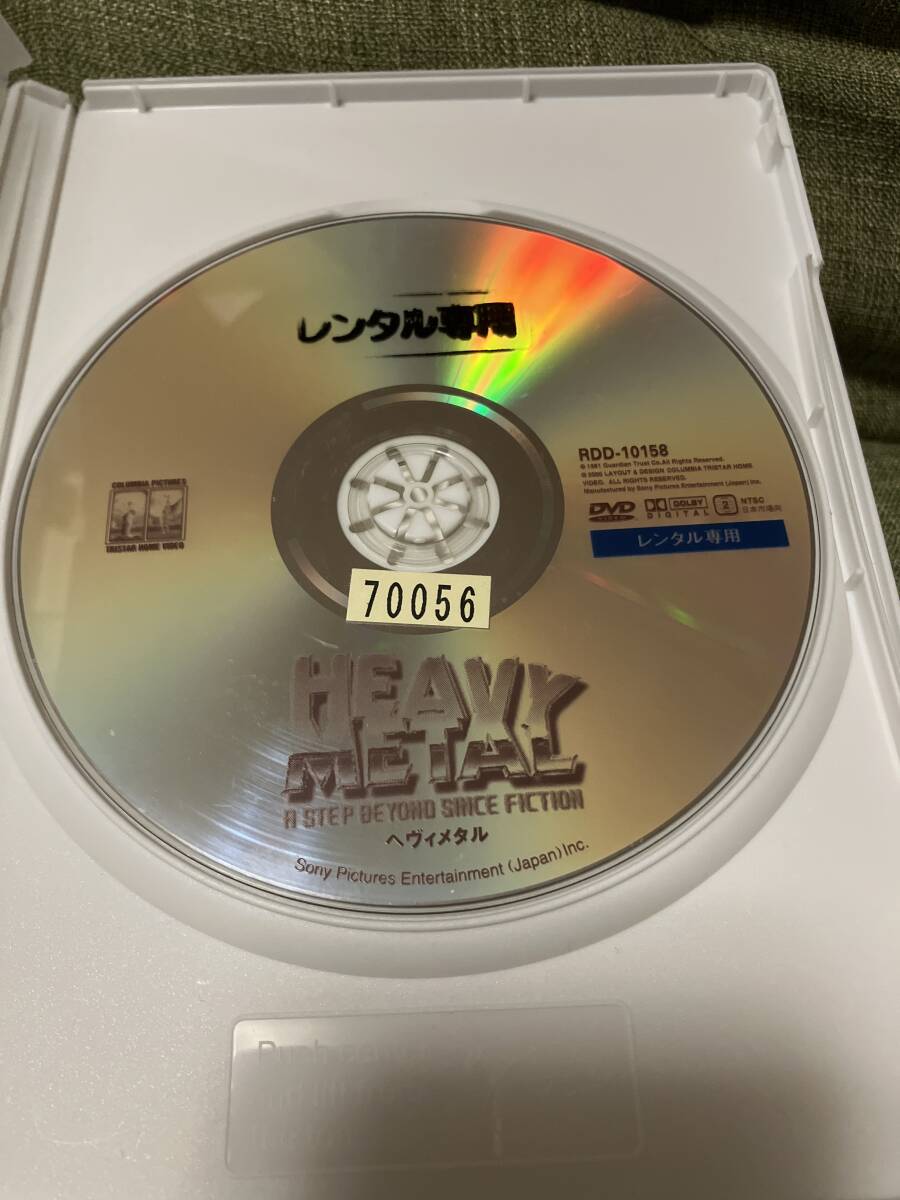 レンタル専用
RDD-10158
© 1981 Guardian Trust Co. All Rights Reserved.
© 2000 LAYOUT & DESIGN COLUMBIA TRISTAR HOME
VIDEO. ALL RIGHTS RESERVED.
Manufactured by Sony Pictures Entertainment (Japan) Inc.
COLUMBIA PICTURES
TRISTAR HOME VIDEO
DVD
VIDEO
DOLBY
DIGITAL
2
NTSC
日本市場向
レンタル専用
70056
HEAVY
METAL
A STEP BEYOND SINCE FICTION
ヘヴィメタル
Sony Pictures Entertainment (Japan) Inc.
Push